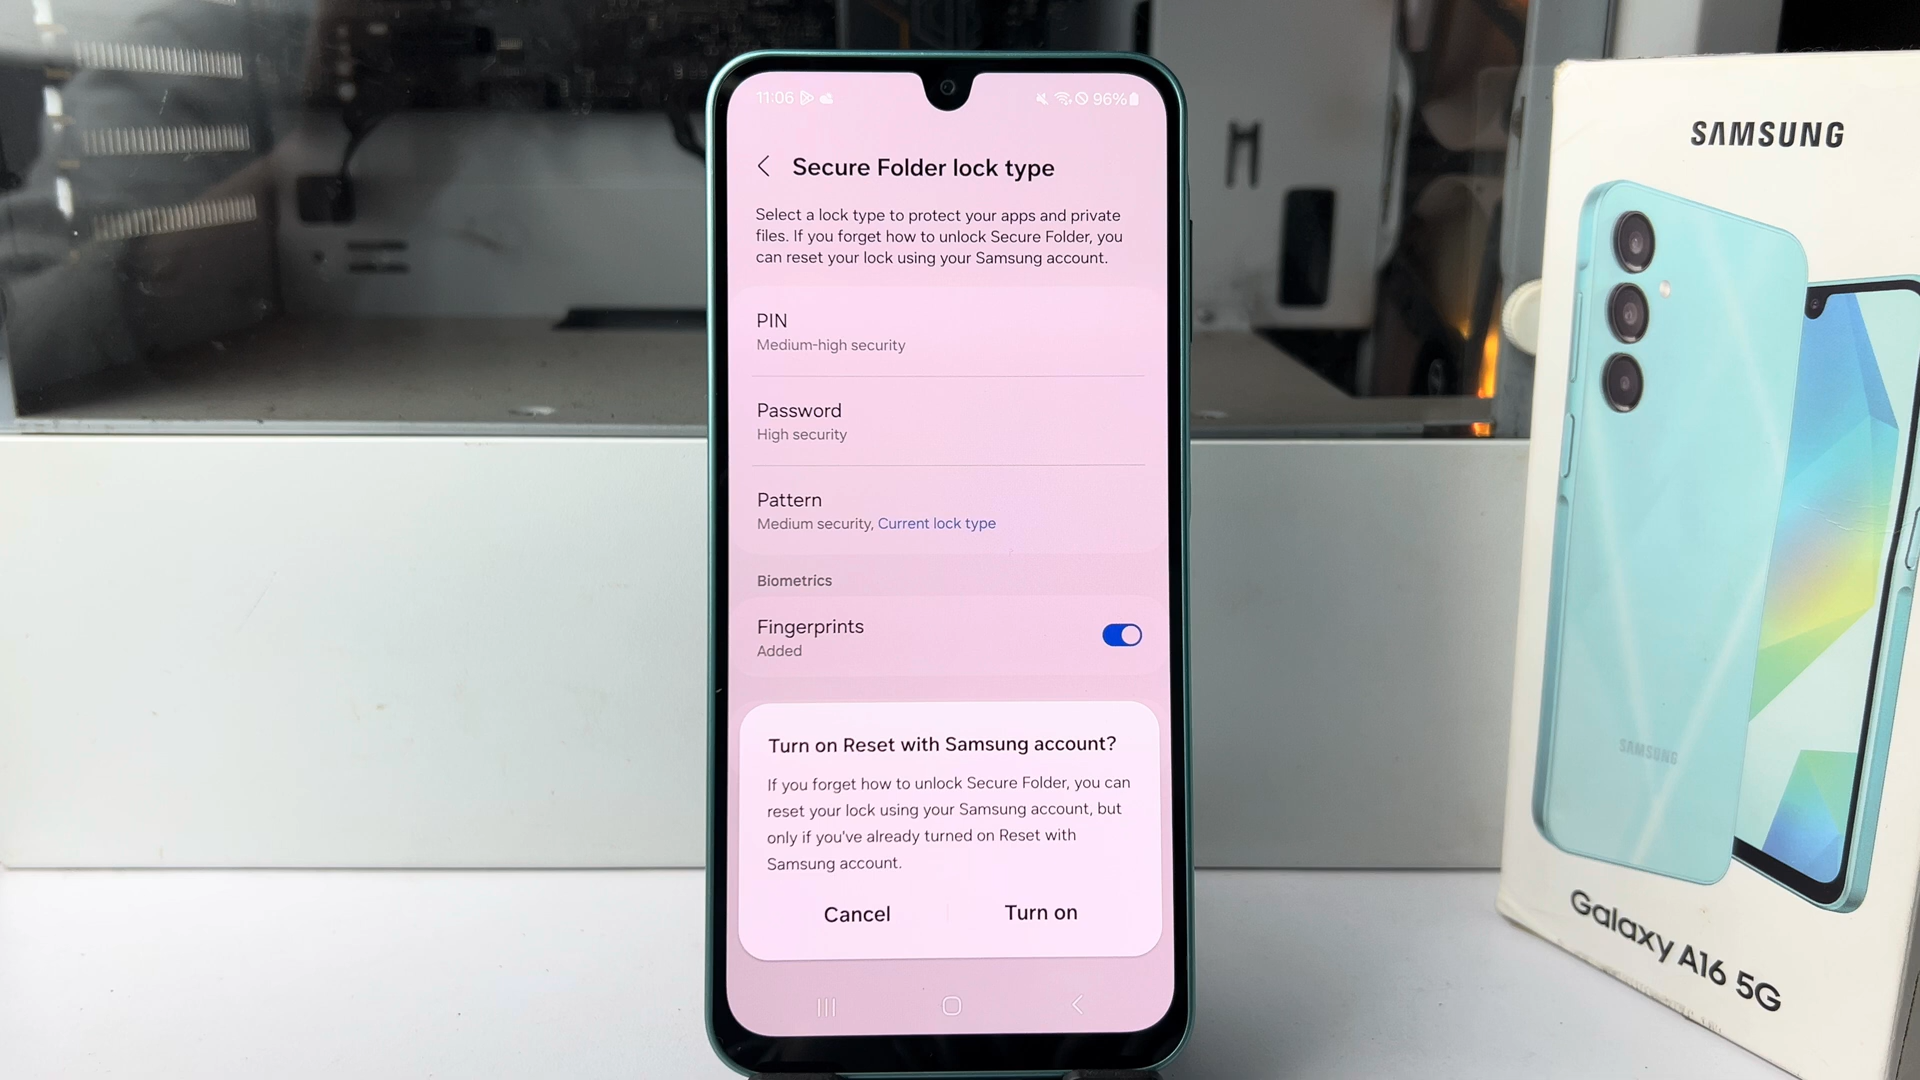 11:06
96%
Secure Folder lock type
Select a lock type to protect your apps and private
files. If you forget how to unlock Secure Folder, you
can reset your lock using your Samsung account.
PIN
Medium-high security
Password
High security
Pattern
Medium security, Current lock type
Biometrics
Fingerprints
Added
Turn on Reset with Samsung account?
If you forget how to unlock Secure Folder, you can
reset your lock using your Samsung account, but
only if you've already turned on Reset with
Samsung account.
Cancel
Turn on
SAMSUNG
SAMSUNG
Galaxy A16 5G